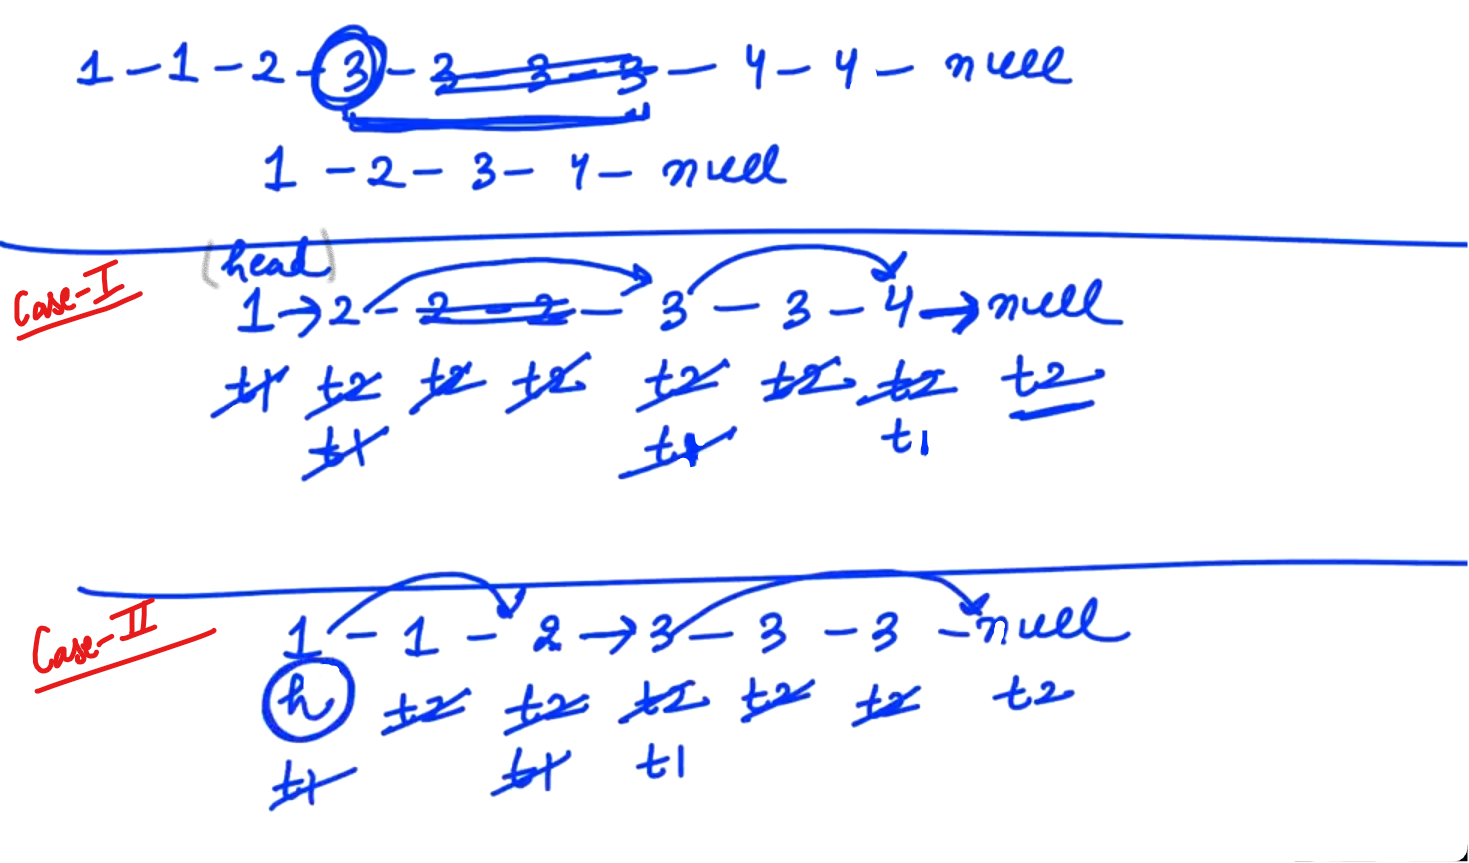 1 - 1 - 2 - 3 - 3 - 3 - 3 - 4 - 4 - null
1 - 2 - 3 - 4 - null
(head)
Case-I
1 → 2 - 2 - 2 - 3 - 3 - 4 → null
t1 t2 t2 t2 t2 t2 t2 t2
t1 t1 t1
Case-II
1 - 1 - 2 → 3 - 3 - 3 - null
h t2 t2 t2 t2 t2 t2
t1 t1 t1